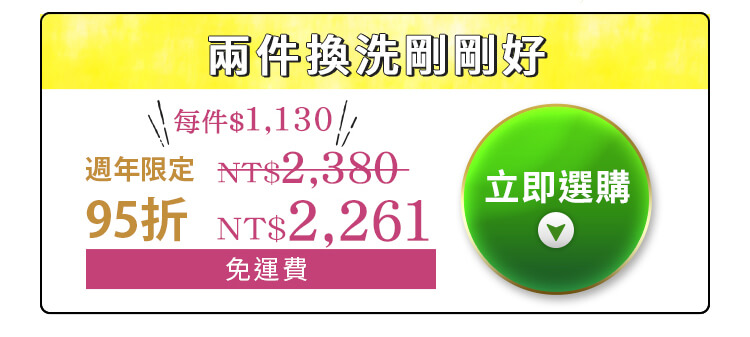 兩件換洗剛剛好
每件$1,130
週年限定 NT$2,380
95折 NT$2,261
免運費
立即選購